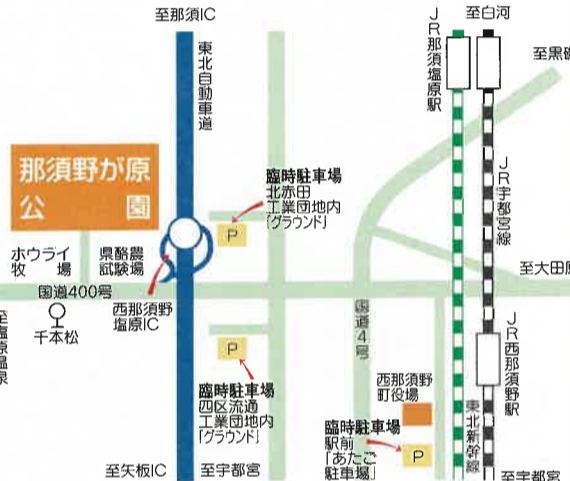 至那須IC
至白河
東北自動車道
JR那須塩原駅
至黒磯
那須野が原
公　園
臨時駐車場
北赤田
工業団地内
「グラウンド」
P
JR宇都宮線
ホウライ
牧　場
県酪農
試験場
至大田原
国道400号
西那須野
塩原IC
千本松
至塩原温泉
国道4号
JR西那須野駅
P
臨時駐車場
四区流通
工業団地内
「グラウンド」
西那須野
町役場
臨時駐車場
駅前
「あたご
駐車場」
P
東北新幹線
至矢板IC
至宇都宮
至宇都宮